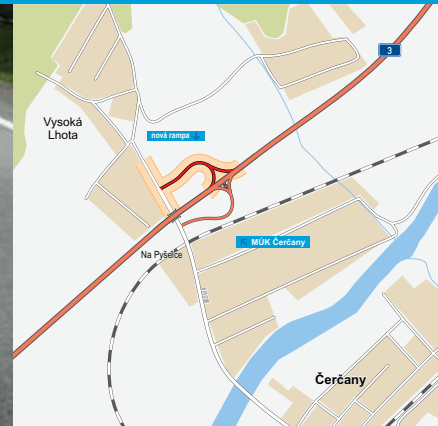 3
Vysoká
Lhota
nová rampa
MÚK Čerčany
Na Pyšelce
Čerčany